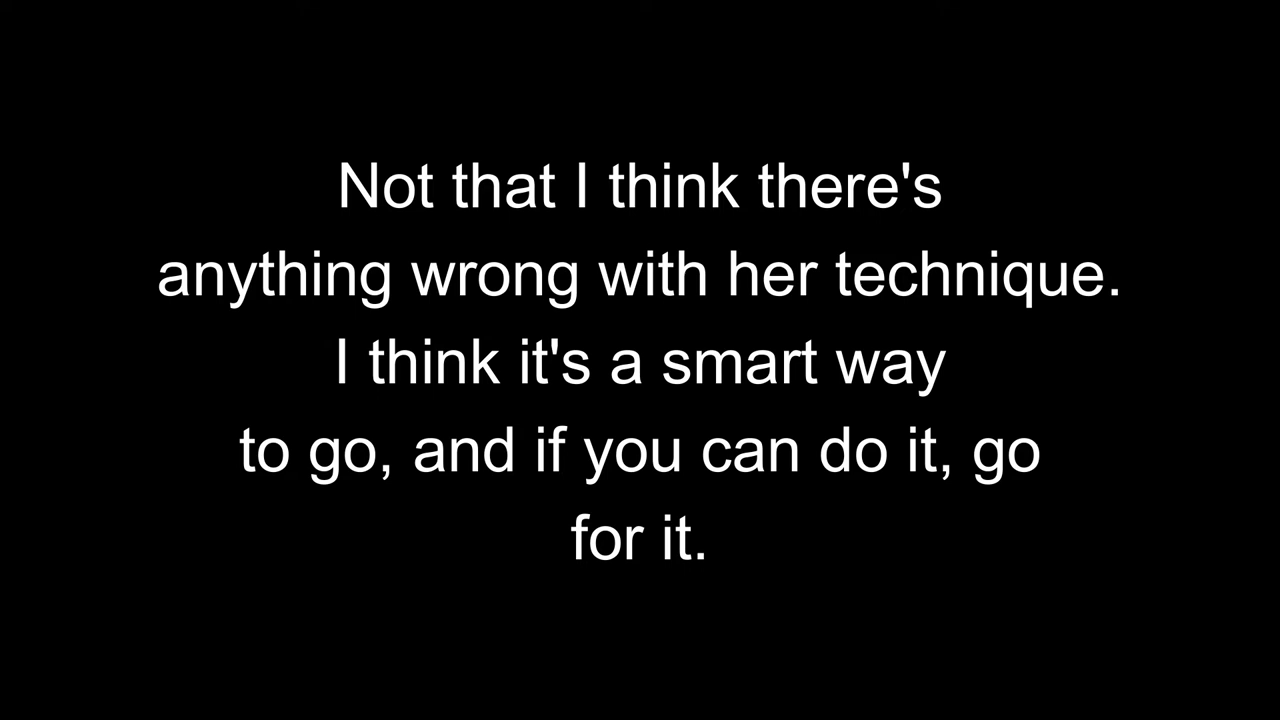 Not that I think there's
anything wrong with her technique.
I think it's a smart way
to go, and if you can do it, go
for it.